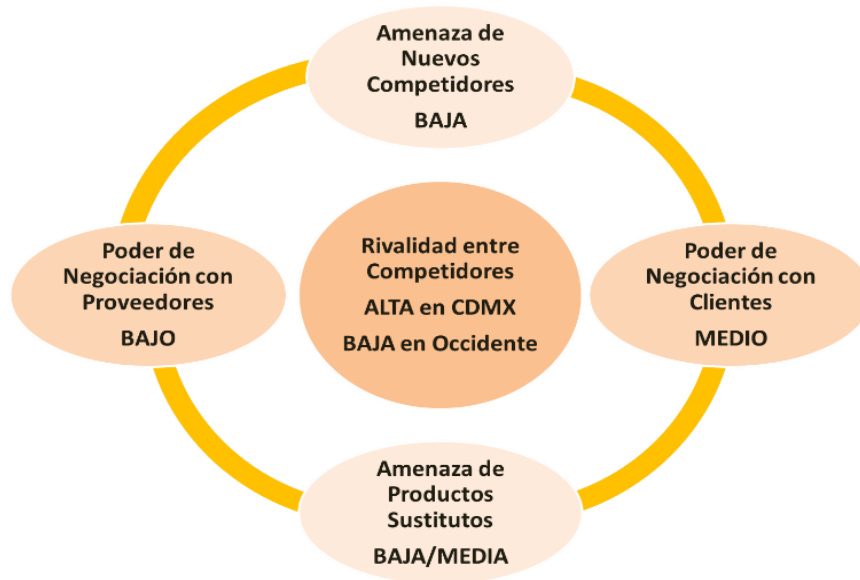 Amenaza de
Nuevos
Competidores
BAJA
Poder de
Negociación con
Proveedores
BAJO
Rivalidad entre
Competidores
ALTA en CDMX
BAJA en Occidente
Poder de
Negociación con
Clientes
MEDIO
Amenaza de
Productos
Sustitutos
BAJA/MEDIA